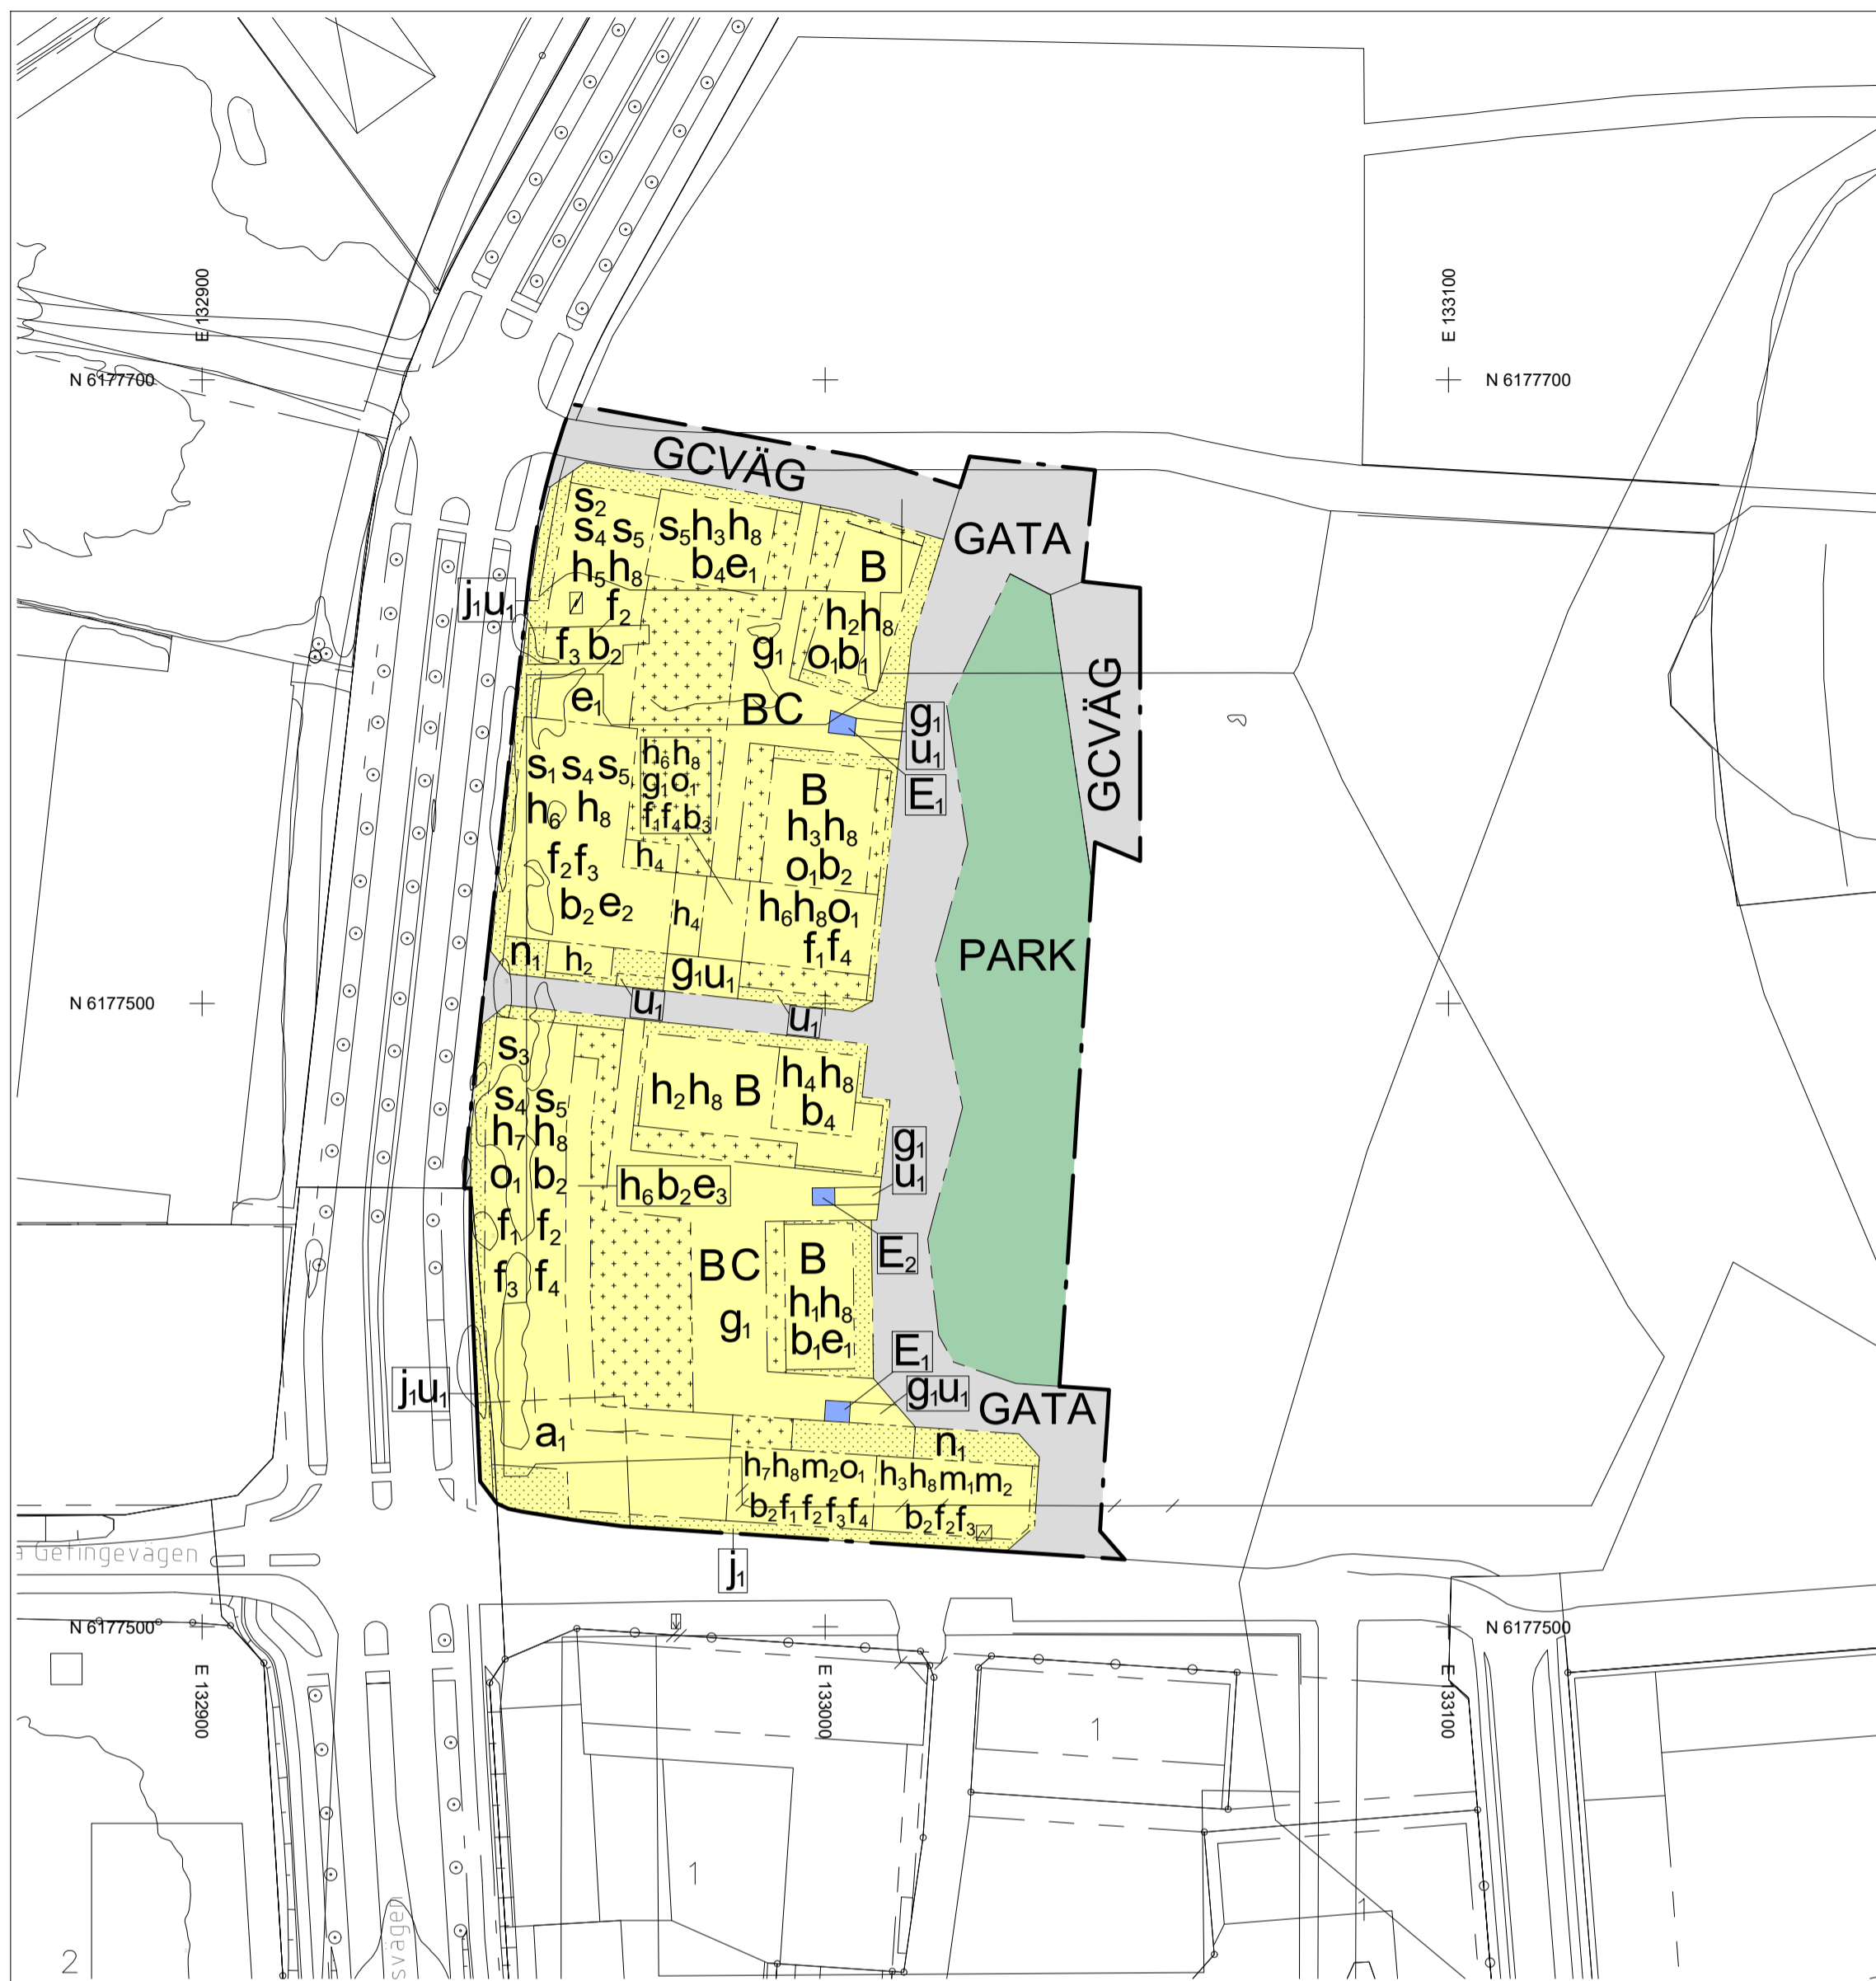 E 132900
E 133100
N 6177700
N 6177700
GCVÄG
GATA
s₂
s₄ s₅
h₅h₈
s₅h₃h₈
b₄e₁
B
j₁u₁
f₂
f₃ b₂
g₁
h₂h₈
o₁b₁
e₁
BC
g₁
u₁
E₁
GCVÄG
s₁ s₄ s₅
h₆ h₈
f₂f₃
b₂e₂
h₆h₈
g₁o₁
f₁f₄b₃
h₄
h₄
B
h₃h₈
o₁b₂
h₆h₈o₁
f₁f₄
PARK
n₁
h₂
g₁u₁
u₁
u₁
N 6177500
s₃
s₄ s₅
h₇ h₈
o₁ b₂
f₁ f₂
f₃ f₄
h₂h₈ B
h₄h₈
b₄
h₆b₂e₃
g₁
u₁
E₂
BC
g₁
B
h₁h₈
b₁e₁
E₁
g₁u₁
GATA
j₁u₁
a₁
n₁
h₇h₈m₂o₁
b₂f₁f₂f₃f₄
h₃h₈m₁m₂
b₂f₂f₃
j₁
a Getingevägen
N 6177500
N 6177500
E 132900
E 133000
E 133100
1
1
1
2
svägen